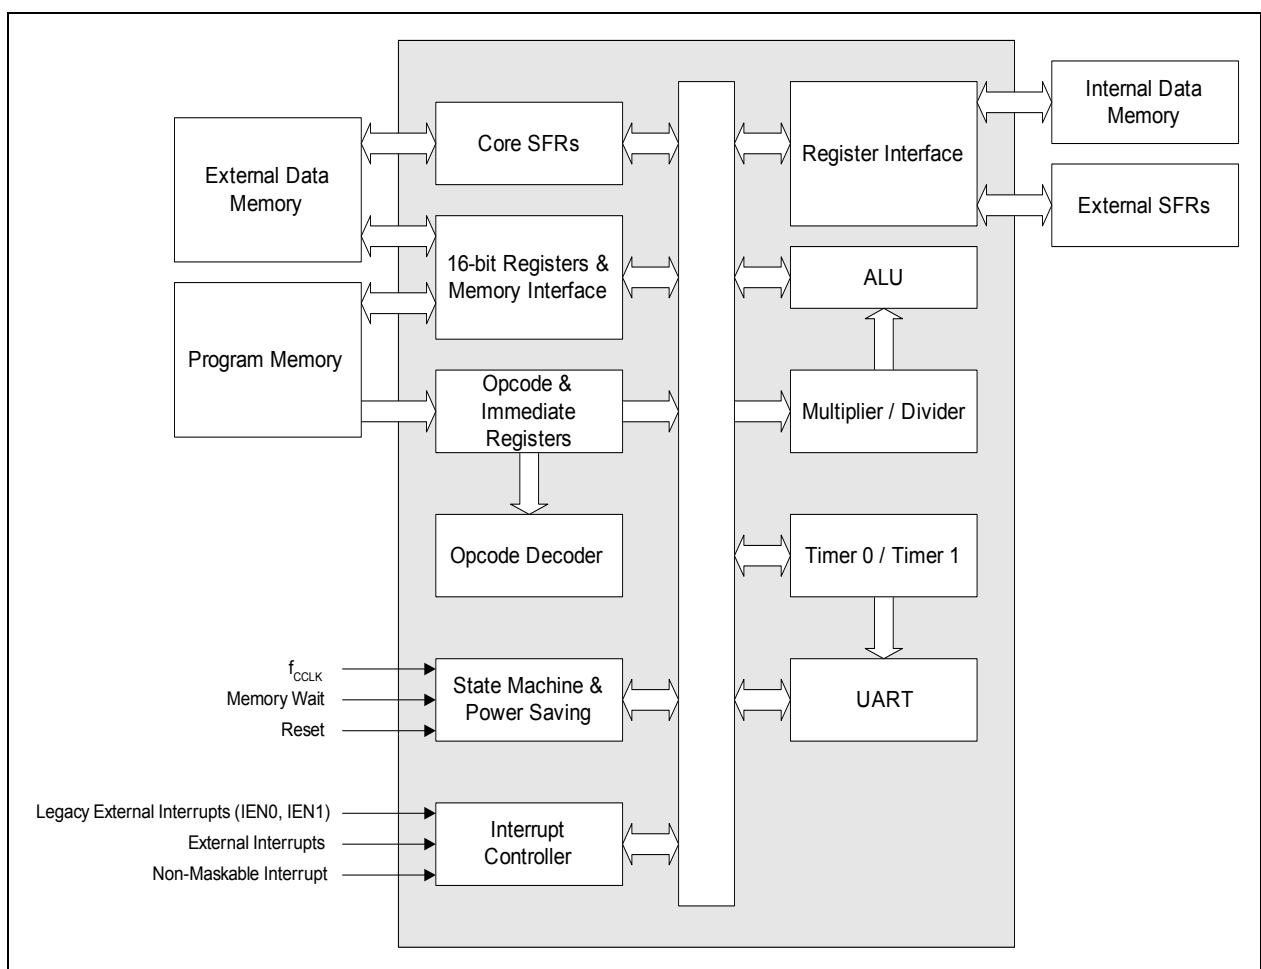 External Data
Memory
Program Memory
Core SFRs
16-bit Registers &
Memory Interface
Opcode &
Immediate
Registers
Opcode Decoder
fCCLK
Memory Wait
Reset
State Machine &
Power Saving
Legacy External Interrupts (IEN0, IEN1)
External Interrupts
Non-Maskable Interrupt
Interrupt
Controller
Register Interface
ALU
Multiplier / Divider
Timer 0 / Timer 1
UART
Internal Data
Memory
External SFRs